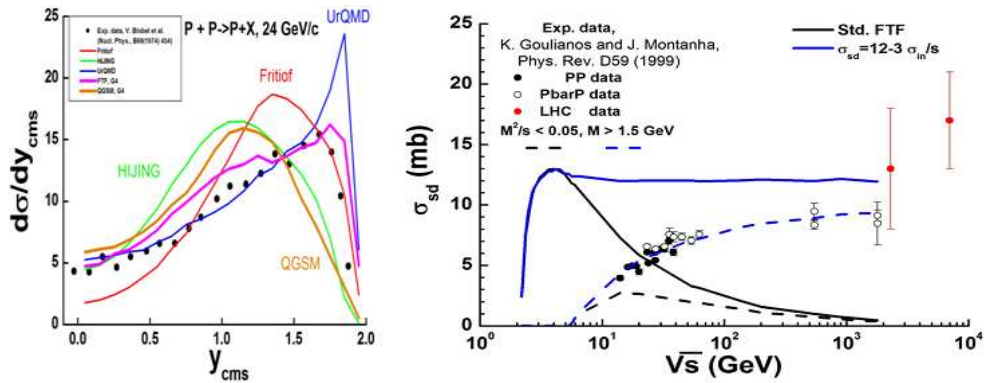 P + P->P+X, 24 GeV/c
UrQMD
Exp. data, V. Blobel et al.
(Nucl. Phys., B69(1974) 454)
Fritiof
HIJING
UrQMD
FTP, G4
QGSM, G4
Fritiof
HIJING
QGSM
dσ/dy_cms
25
20
15
10
5
0
0.0 0.5 1.0 1.5 2.0
y_cms
Exp. data,
K. Goulianos and J. Montanha,
Phys. Rev. D59 (1999)
PP data
PbarP data
LHC data
M²/s < 0.05, M > 1.5 GeV
Std. FTF
σ_sd=12-3 σ_in/s
σ_sd (mb)
25
20
15
10
5
0
10⁰ 10¹ 10² 10³ 10⁴
√s (GeV)